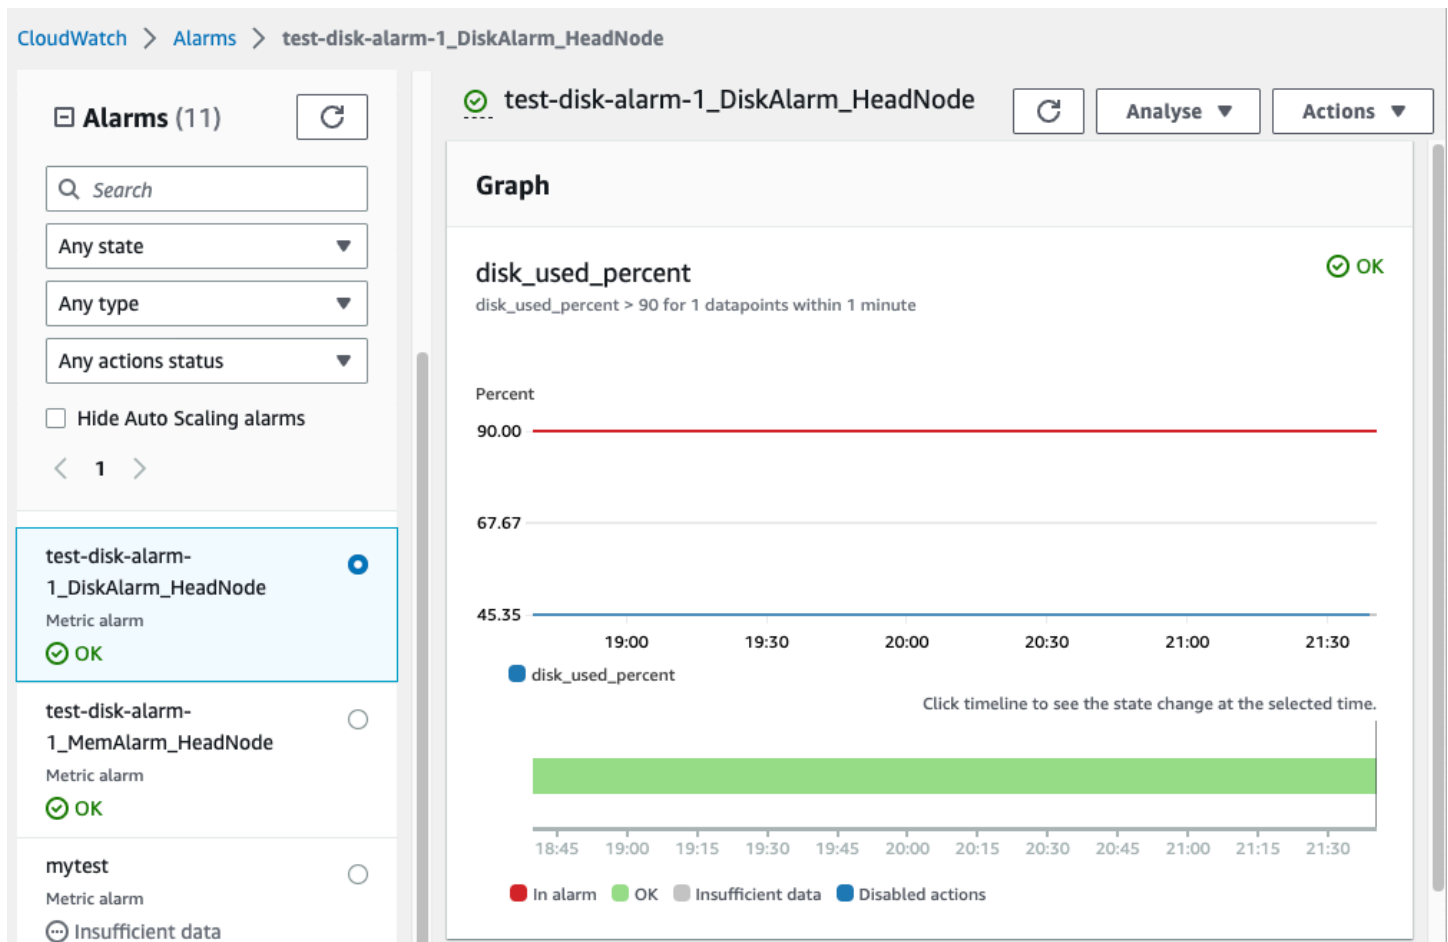 CloudWatch > Alarms > test-disk-alarm-1_DiskAlarm_HeadNode
Alarms (11)
Search
Any state
Any type
Any actions status
Hide Auto Scaling alarms
1
test-disk-alarm-
1_DiskAlarm_HeadNode
Metric alarm
OK
test-disk-alarm-
1_MemAlarm_HeadNode
Metric alarm
OK
mytest
Metric alarm
Insufficient data
test-disk-alarm-1_DiskAlarm_HeadNode
Analyse
Actions
Graph
disk_used_percent
OK
disk_used_percent > 90 for 1 datapoints within 1 minute
Percent
90.00
67.67
45.35
19:00 19:30 20:00 20:30 21:00 21:30
disk_used_percent
Click timeline to see the state change at the selected time.
18:45 19:00 19:15 19:30 19:45 20:00 20:15 20:30 20:45 21:00 21:15 21:30
In alarm OK Insufficient data Disabled actions